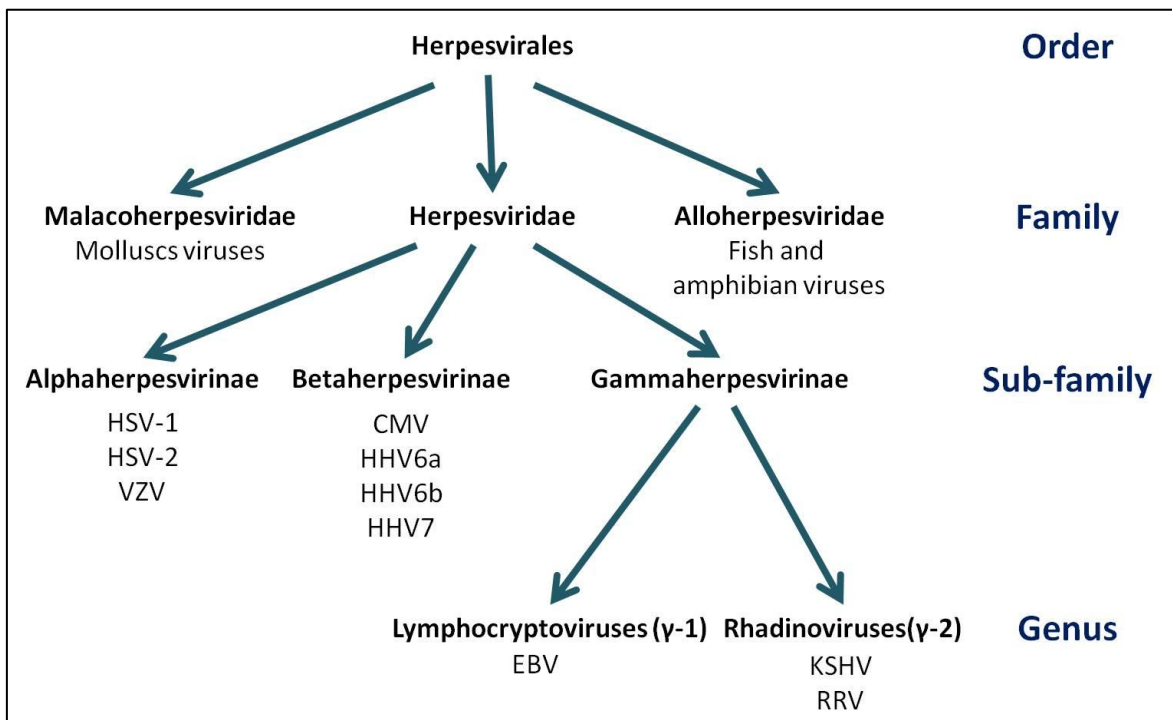 Herpesvirales
Order
Malacoherpesviridae
Molluscs viruses
Herpesviridae
Alloherpesviridae
Fish and
amphibian viruses
Family
Alphaherpesvirinae
HSV-1
HSV-2
VZV
Betaherpesvirinae
CMV
HHV6a
HHV6b
HHV7
Gammaherpesvirinae
Sub-family
Lymphocryptoviruses (γ-1)
EBV
Rhadinoviruses(γ-2)
KSHV
RRV
Genus